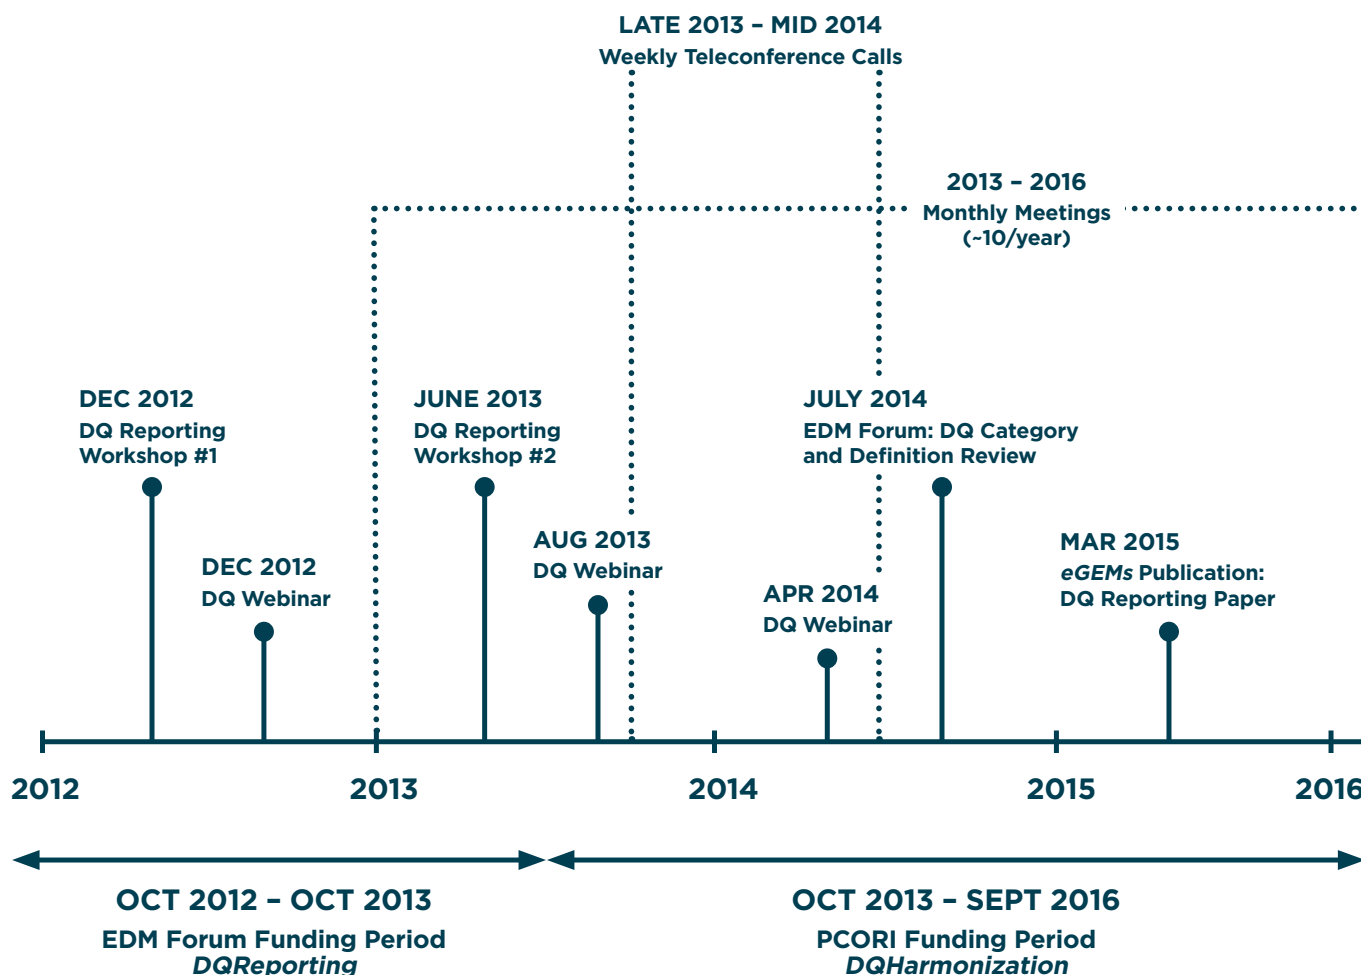 LATE 2013 – MID 2014
Weekly Teleconference Calls
2013 – 2016
Monthly Meetings
(~10/year)
DEC 2012
DQ Reporting
Workshop #1
JUNE 2013
DQ Reporting
Workshop #2
JULY 2014
EDM Forum: DQ Category
and Definition Review
DEC 2012
DQ Webinar
AUG 2013
DQ Webinar
APR 2014
DQ Webinar
MAR 2015
eGEMs Publication:
DQ Reporting Paper
2012
2013
2014
2015
2016
OCT 2012 – OCT 2013
EDM Forum Funding Period
DQReporting
OCT 2013 – SEPT 2016
PCORI Funding Period
DQHarmonization